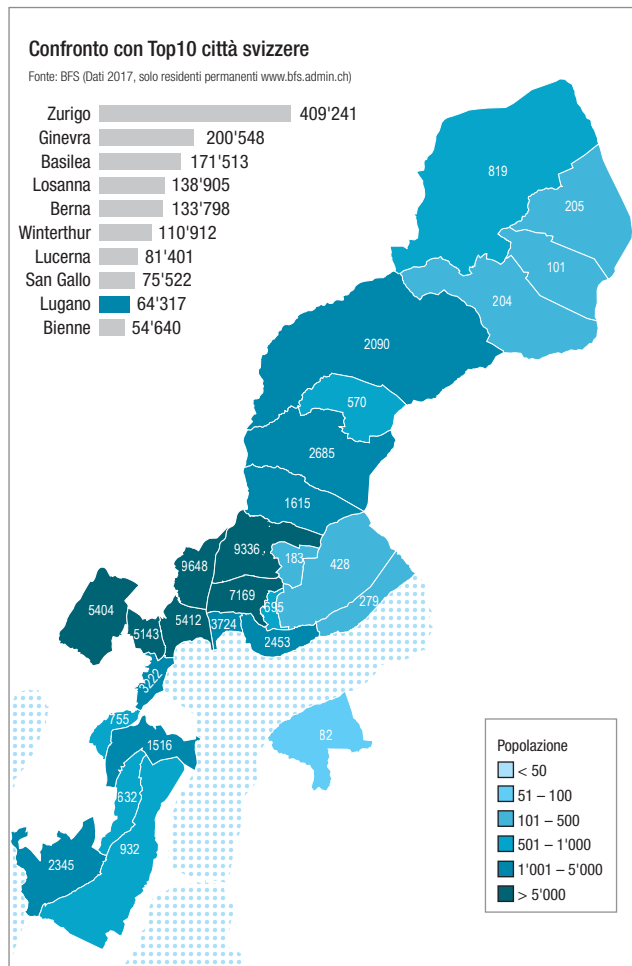 Confronto con Top10 città svizzere
Fonte: BFS (Dati 2017, solo residenti permanenti www.bfs.admin.ch)
Zurigo 409'241
Ginevra 200'548
Basilea 171'513
Losanna 138'905
Berna 133'798
Winterthur 110'912
Lucerna 81'401
San Gallo 75'522
Lugano 64'317
Bienne 54'640
819
205
101
204
2090
570
2685
1615
9336
9648
183
428
7169
279
5404
695
5412
3724
5143
2453
3222
755
82
1516
632
932
2345
Popolazione
< 50
51 – 100
101 – 500
501 – 1'000
1'001 – 5'000
> 5'000